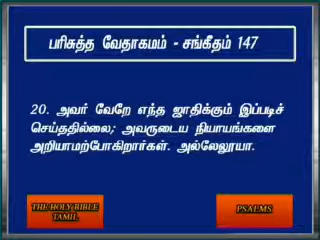 பரிசுத்த வேதாகமம் - சங்கீதம் 147
20. அவர் வேறே எந்த ஜாதிக்கும் இப்படிச்
செய்ததில்லை; அவருடைய நியாயங்களை
அறியாமற்போகிறார்கள். அல்லேலூயா.
THE HOLY BIBLE
TAMIL
PSALMS